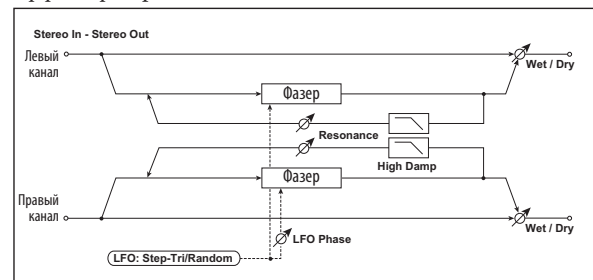 Stereo In - Stereo Out
Левый
канал
Wet / Dry
Фазер
Resonance
High Damp
Фазер
Правый
канал
Wet / Dry
LFO Phase
LFO: Step-Tri/Random